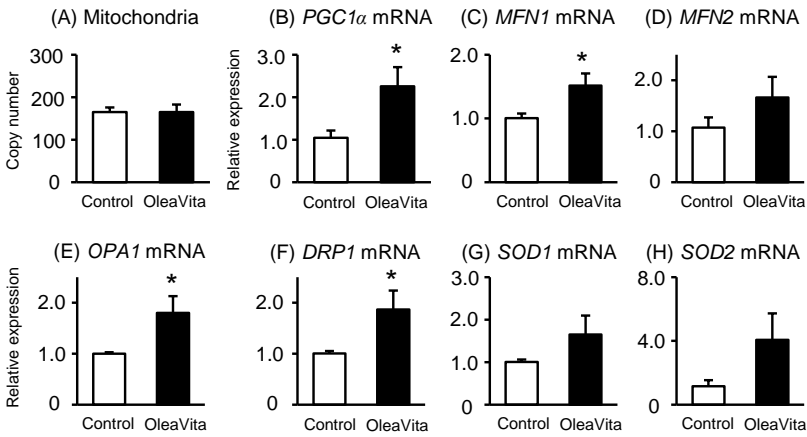 (A) Mitochondria
(B) PGC1α mRNA
(C) MFN1 mRNA
(D) MFN2 mRNA
Copy number
300
200
100
0
Control OleaVita
Relative expression
3.0
2.0
1.0
0
*
Control OleaVita
2.0
1.0
0
*
Control OleaVita
2.0
1.0
0
Control OleaVita
(E) OPA1 mRNA
(F) DRP1 mRNA
(G) SOD1 mRNA
(H) SOD2 mRNA
Relative expression
2.0
1.0
0
*
Control OleaVita
2.0
1.0
0
*
Control OleaVita
3.0
2.0
1.0
0
Control OleaVita
8.0
4.0
0
Control OleaVita